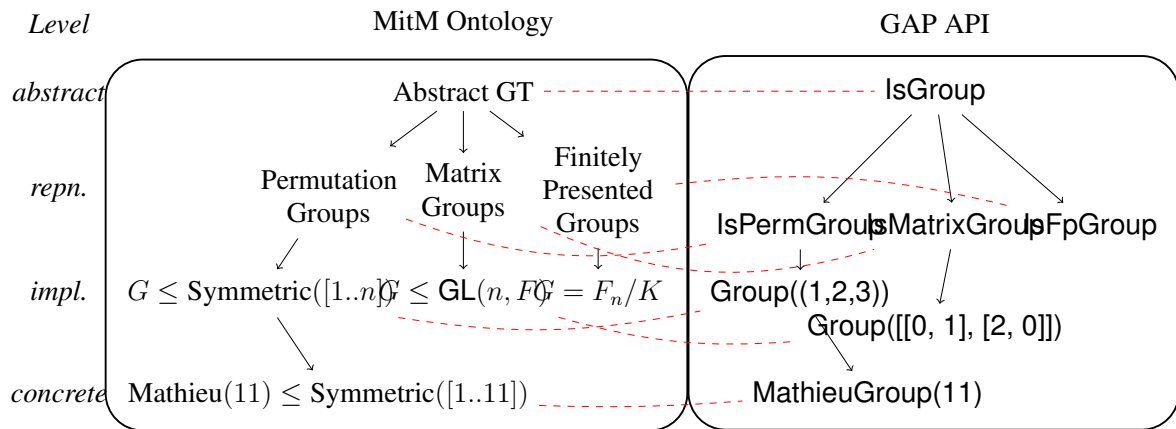 Level MitM Ontology GAP API
abstract Abstract GT IsGroup
repn. Permutation Groups Matrix Groups Finitely Presented Groups IsPermGroup IsMatrixGroup IsFpGroup
impl. G ≤ Symmetric([1..n]) G ≤ GL(n, F) G = F_n/K Group((1,2,3))
Group([[0, 1], [2, 0]])
concrete Mathieu(11) ≤ Symmetric([1..11]) MathieuGroup(11)